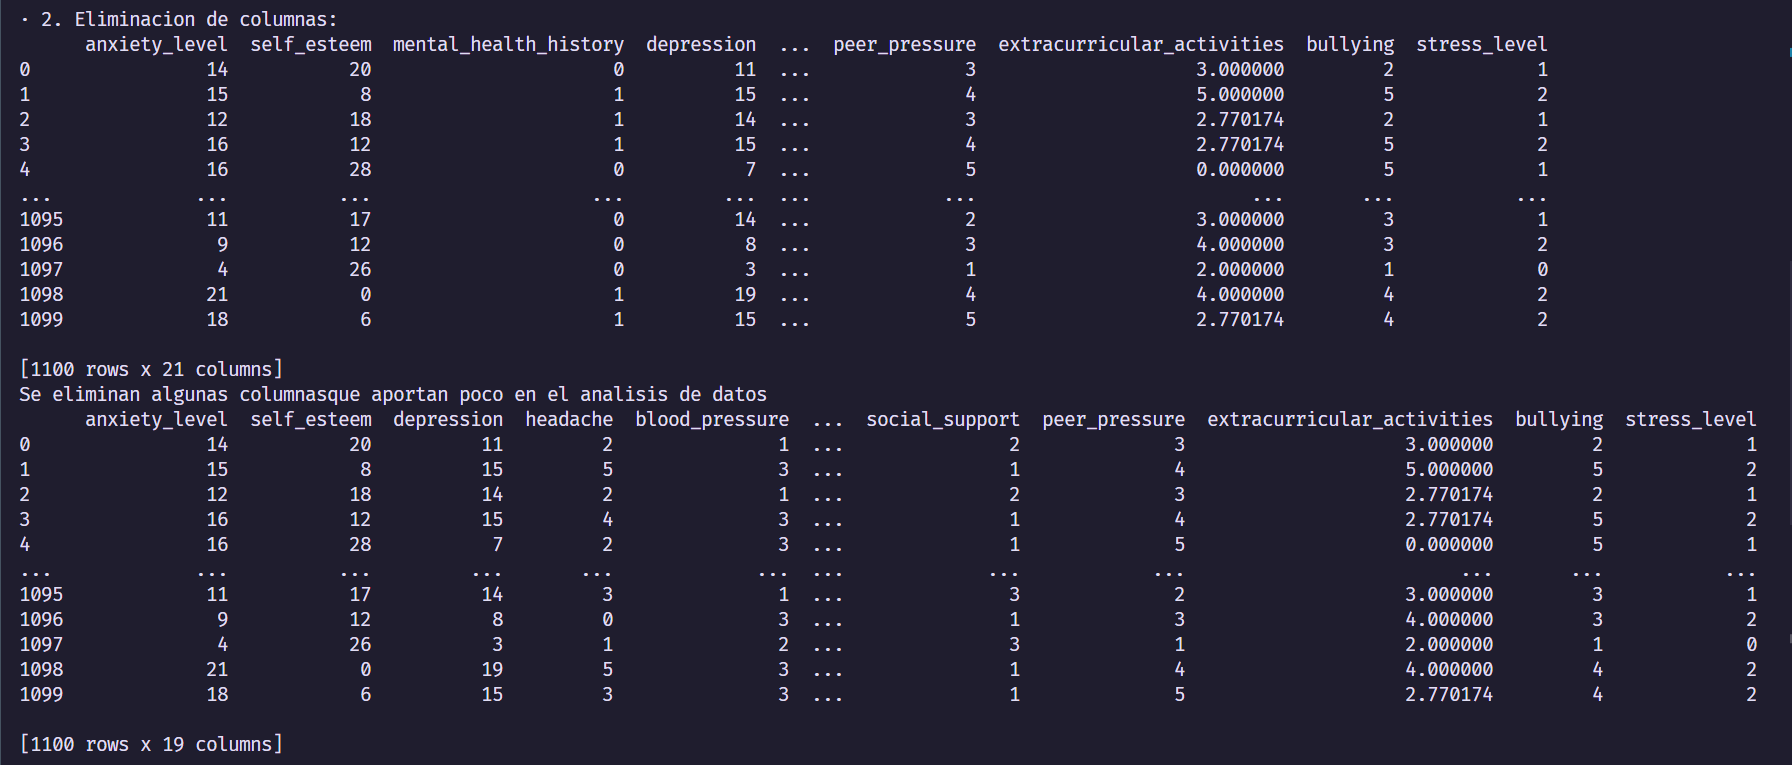 · 2. Eliminacion de columnas:
      anxiety_level  self_esteem  mental_health_history  depression  ...  peer_pressure  extracurricular_activities  bullying  stress_level
0                14           20                      0          11  ...              3                    3.000000         2             1
1                15            8                      1          15  ...              4                    5.000000         5             2
2                12           18                      1          14  ...              3                    2.770174         2             1
3                16           12                      1          15  ...              4                    2.770174         5             2
4                16           28                      0           7  ...              5                    0.000000         5             1
...             ...          ...                    ...         ...  ...            ...                         ...       ...           ...
1095             11           17                      0          14  ...              2                    3.000000         3             1
1096              9           12                      0           8  ...              3                    4.000000         3             2
1097              4           26                      0           3  ...              1                    2.000000         1             0
1098             21            0                      1          19  ...              4                    4.000000         4             2
1099             18            6                      1          15  ...              5                    2.770174         4             2
[1100 rows x 21 columns]
Se eliminan algunas columnasque aportan poco en el analisis de datos
      anxiety_level  self_esteem  depression  headache  blood_pressure  ...  social_support  peer_pressure  extracurricular_activities  bullying  stress_level
0                14           20          11         2               1  ...               2              3                    3.000000         2             1
1                15            8          15         5               3  ...               1              4                    5.000000         5             2
2                12           18          14         2               1  ...               2              3                    2.770174         2             1
3                16           12          15         4               3  ...               1              4                    2.770174         5             2
4                16           28           7         2               3  ...               1              5                    0.000000         5             1
...             ...          ...         ...       ...             ...  ...             ...            ...                         ...       ...           ...
1095             11           17          14         3               1  ...               3              2                    3.000000         3             1
1096              9           12           8         0               3  ...               1              3                    4.000000         3             2
1097              4           26           3         1               2  ...               3              1                    2.000000         1             0
1098             21            0          19         5               3  ...               1              4                    4.000000         4             2
1099             18            6          15         3               3  ...               1              5                    2.770174         4             2
[1100 rows x 19 columns]